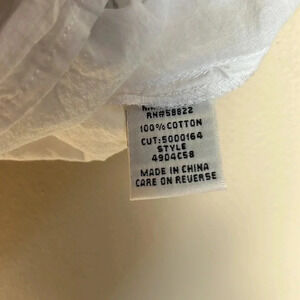 RN#58822
100% COTTON
CUT:5000164
STYLE
4904C58
MADE IN CHINA
CARE ON REVERSE